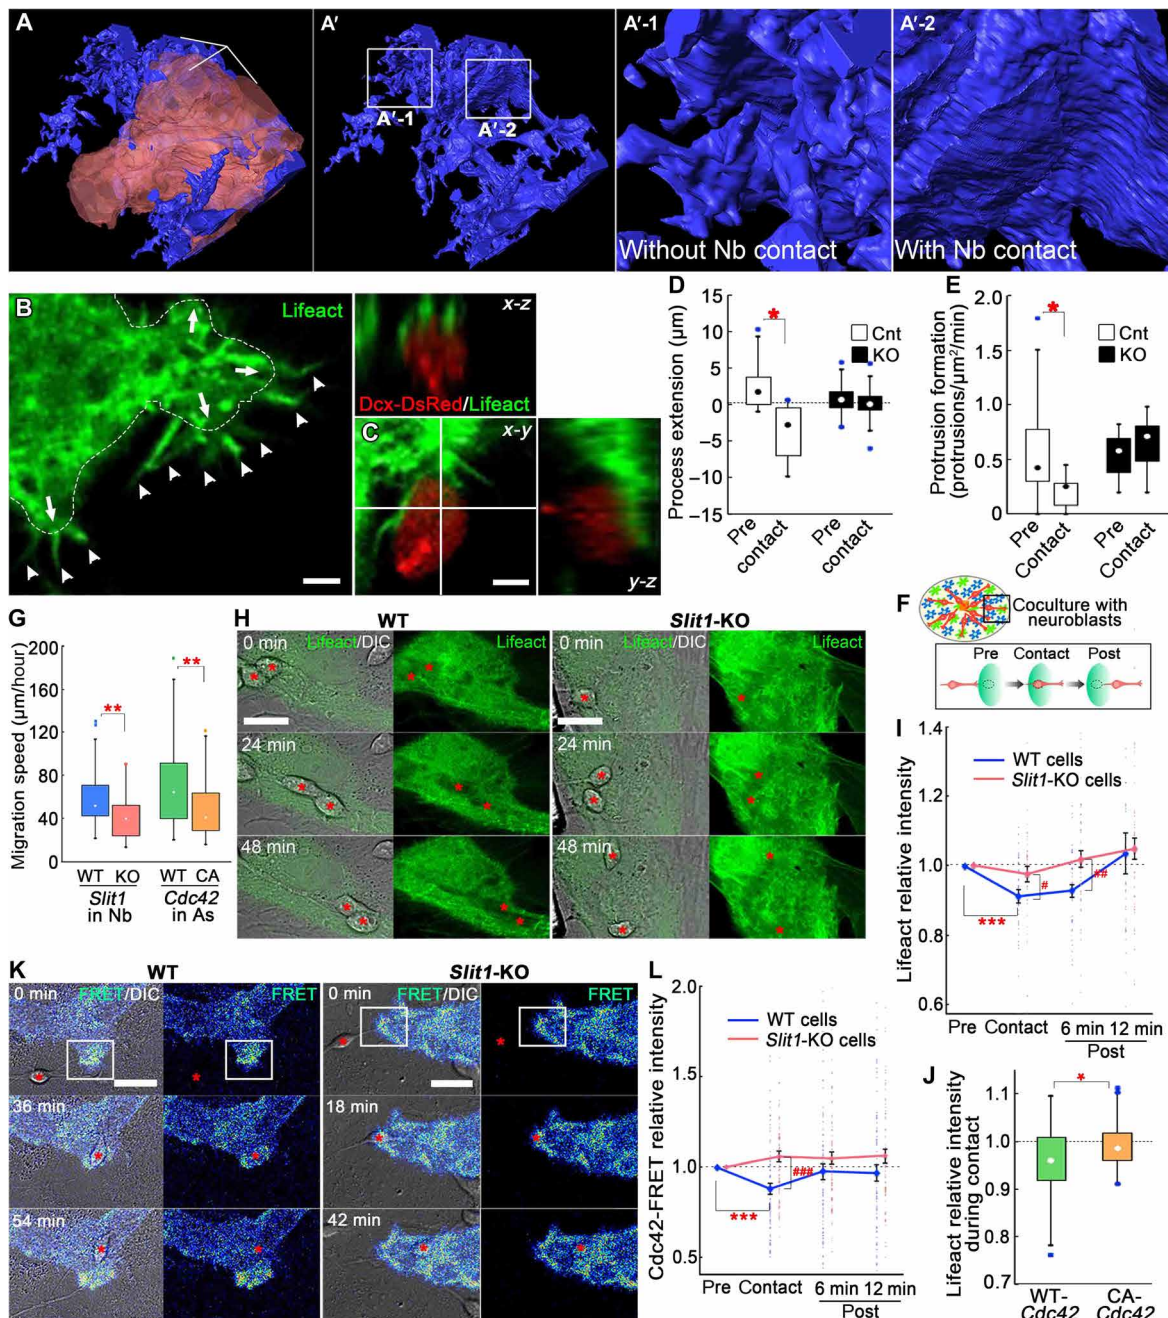 A
A′
A′-1
A′-2
A′-1
A′-2
Without Nb contact
With Nb contact
B
Lifeact
x-z
Dcx-DsRed/Lifeact
C
x-y
y-z
D
Process extension (µm)
15
10
5
0
−5
−10
−15
*
Cnt
KO
Pre
contact
Pre
contact
E
Protrusion formation
(protrusions/µm²/min)
2.0
1.5
1.0
0.5
0
*
Cnt
KO
Pre
Contact
Pre
Contact
F
Coculture with
neuroblasts
Pre
Contact
Post
G
Migration speed (µm/hour)
200
160
120
80
40
0
**
**
WT KO
Slit1
in Nb
WT CA
Cdc42
in As
H
WT
Slit1-KO
0 min
Lifeact/DIC
Lifeact
0 min
Lifeact/DIC
Lifeact
24 min
24 min
48 min
48 min
I
Lifeact relative intensity
1.4
1.2
1.0
0.8
0.6
WT cells
Slit1-KO cells
***
#
##
Pre
Contact
6 min 12 min
Post
J
Lifeact relative intensity
during contact
1.1
1.0
0.9
0.8
0.7
*
WT-
Cdc42
CA-
Cdc42
K
WT
Slit1-KO
0 min
FRET/DIC
FRET
0 min
FRET/DIC
FRET
36 min
18 min
54 min
42 min
L
Cdc42-FRET relative intensity
2.0
1.5
1.0
0.5
WT cells
Slit1-KO cells
***
###
Pre
Contact
6 min 12 min
Post